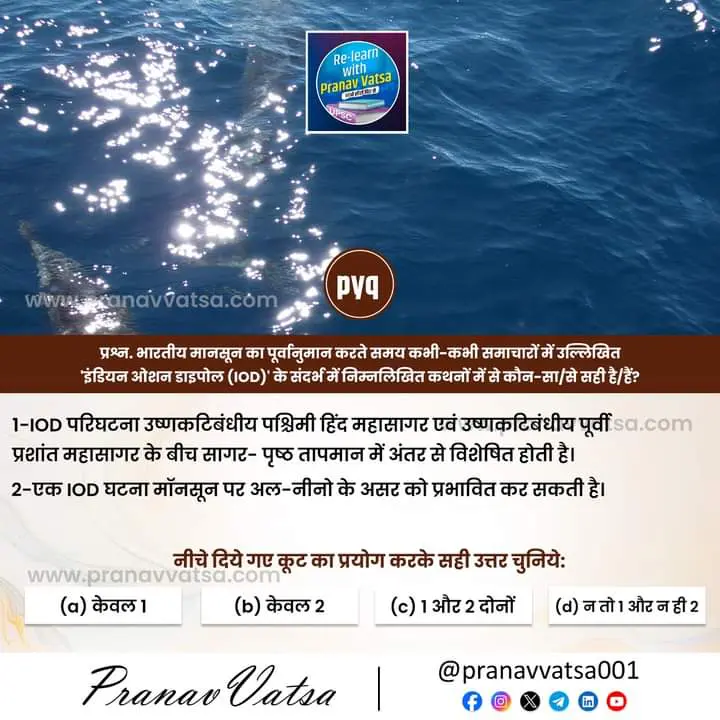 Re-learn
with
Pranav Vatsa
UPSC
www.pranavvatsa.com
pyq
प्रश्न. भारतीय मानसून का पूर्वानुमान करते समय कभी-कभी समाचारों में उल्लिखित
'इंडियन ओशन डाइपोल (IOD)' के संदर्भ में निम्नलिखित कथनों में से कौन-सा/से सही है/हैं?
1-IOD परिघटना उष्णकटिबंधीय पश्चिमी हिंद महासागर एवं उष्णकटिबंधीय पूर्वी
प्रशांत महासागर के बीच सागर- पृष्ठ तापमान में अंतर से विशेषित होती है।
2-एक IOD घटना मॉनसून पर अल-नीनो के असर को प्रभावित कर सकती है।
नीचे दिये गए कूट का प्रयोग करके सही उत्तर चुनिये:
www.pranavvatsa.com
(a) केवल 1 (b) केवल 2 (c) 1 और 2 दोनों (d) न तो 1 और न ही 2
Pranav Vatsa
@pranavvatsa001